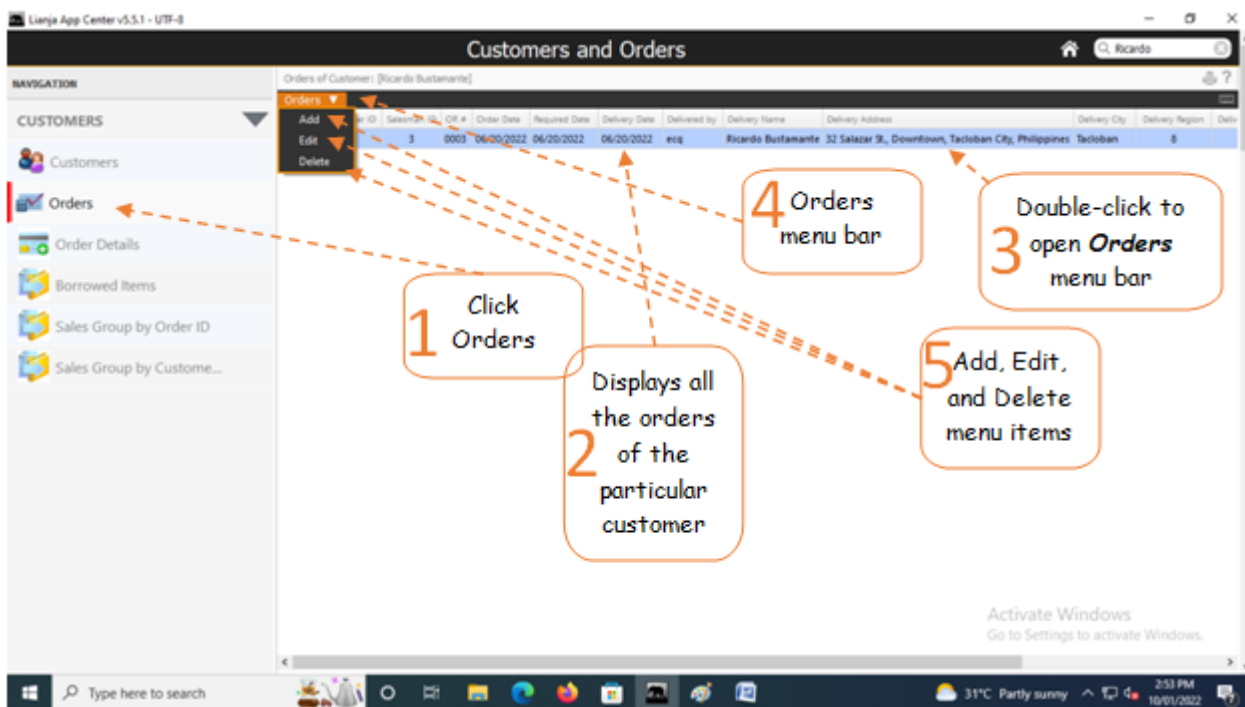 Lianja App Center v5.5.1 - UTF-8
Customers and Orders
Ricardo
NAVIGATION
Orders of Customer: [Ricardo Bustamante]
?
CUSTOMERS
Orders
Add
Edit
Delete
er ID Salesman ID OR # Order Date Required Date Delivery Date Delivered by Delivery Name Delivery Address Delivery City Delivery Region Deliv
3 0003 06/20/2022 06/20/2022 06/20/2022 ecq Ricardo Bustamante 32 Salazar St., Downtown, Tacloban City, Philippines Tacloban 8
Customers
Orders
Order Details
Borrowed Items
Sales Group by Order ID
Sales Group by Custome...
1 Click
Orders
2 Displays all
the orders
of the
particular
customer
3 Double-click to
open Orders
menu bar
4 Orders
menu bar
5 Add, Edit,
and Delete
menu items
Activate Windows
Go to Settings to activate Windows.
Type here to search
31°C Partly sunny
2:53 PM
10/01/2022